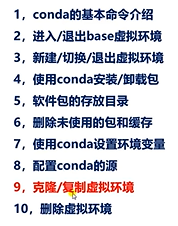 1，conda的基本命令介绍
2，进入/退出base虚拟环境
3，新建/切换/退出虚拟环境
4，使用conda安装/卸载包
5，软件包的存放目录
6，删除未使用的包和缓存
7，使用conda设置环境变量
8，配置conda的源
9，克隆/复制虚拟环境
10，删除虚拟环境